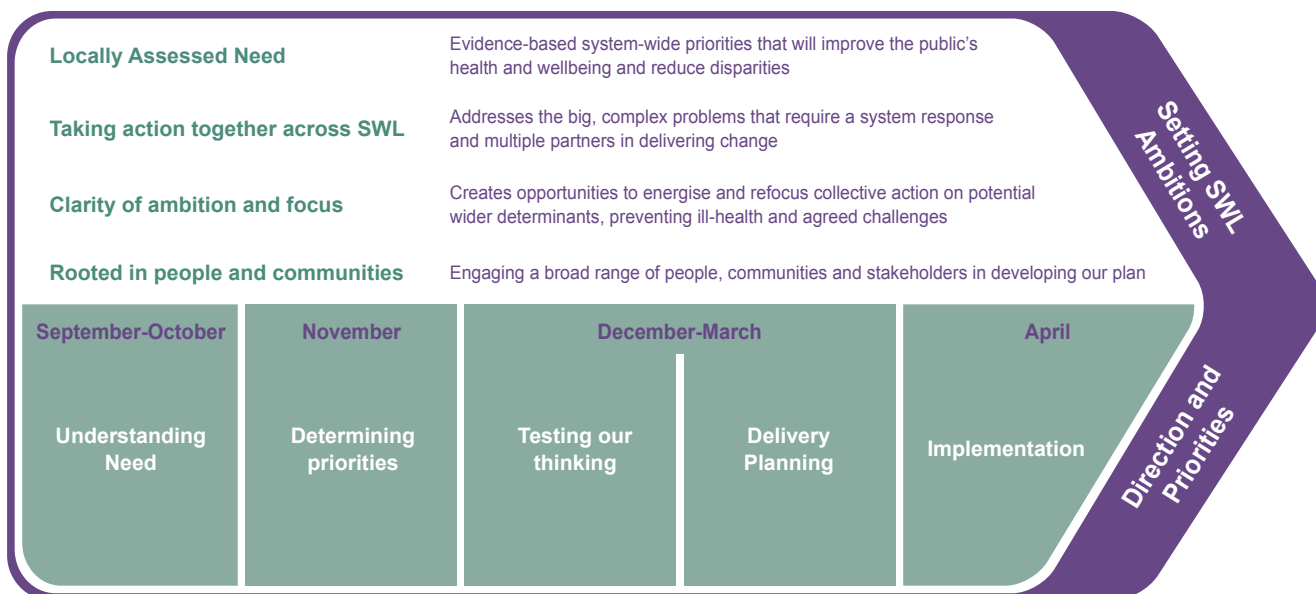 Locally Assessed Need
Evidence-based system-wide priorities that will improve the public’s
health and wellbeing and reduce disparities
Taking action together across SWL
Addresses the big, complex problems that require a system response
and multiple partners in delivering change
Clarity of ambition and focus
Creates opportunities to energise and refocus collective action on potential
wider determinants, preventing ill-health and agreed challenges
Rooted in people and communities
Engaging a broad range of people, communities and stakeholders in developing our plan
Setting SWL
Ambitions
September-October
November
December-March
April
Understanding
Need
Determining
priorities
Testing our
thinking
Delivery
Planning
Implementation
Direction and
Priorities